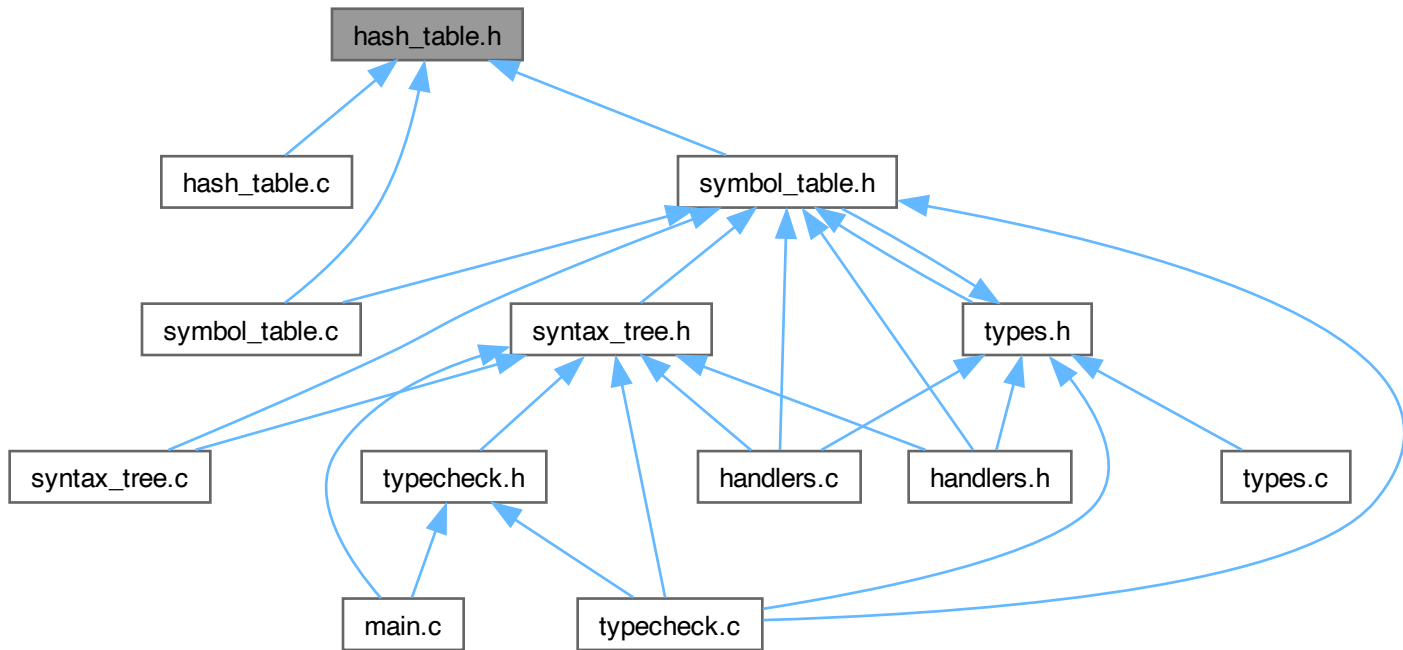 hash_table.h
hash_table.c
symbol_table.h
symbol_table.c
syntax_tree.h
types.h
syntax_tree.c
typecheck.h
handlers.c
handlers.h
types.c
main.c
typecheck.c